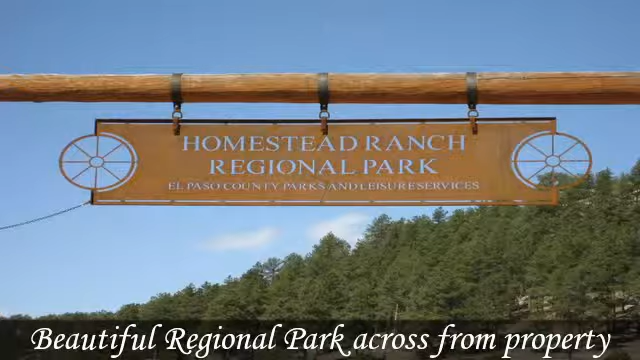 HOMESTEAD RANCH
REGIONAL PARK
EL PASO COUNTY PARKS AND LEISURE SERVICES
Beautiful Regional Park across from property